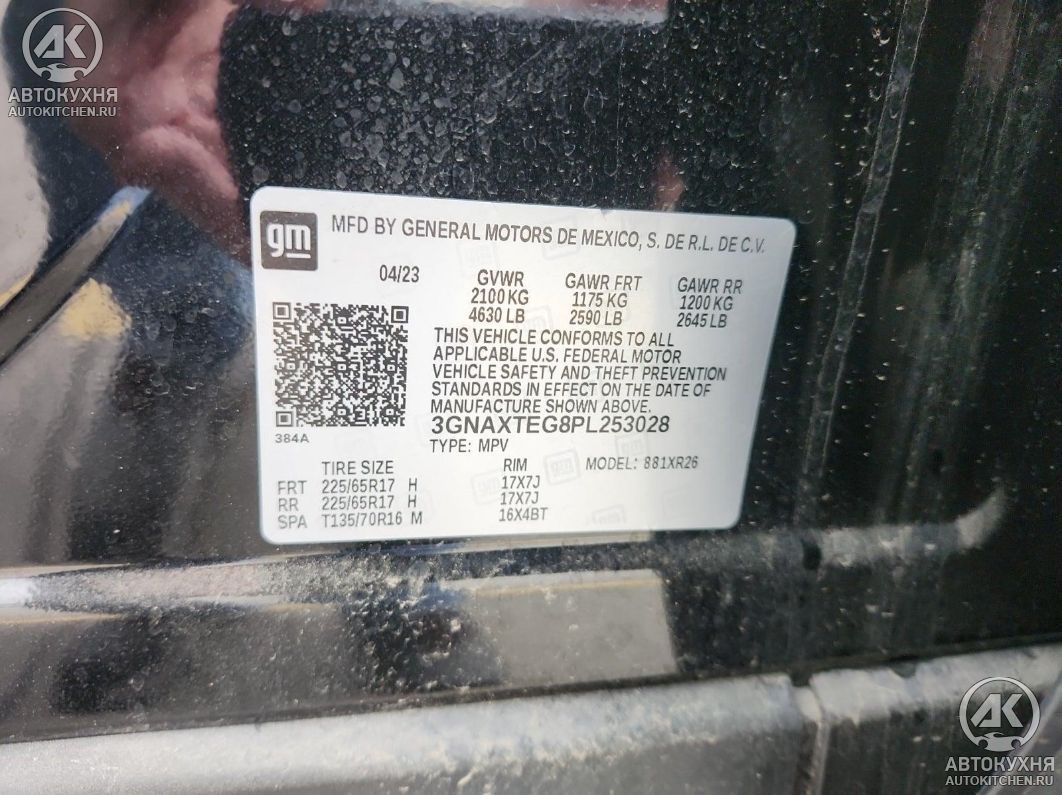 АК
АВТОКУХНЯ
AUTOKITCHEN.RU
gm
MFD BY GENERAL MOTORS DE MEXICO, S. DE R.L. DE C.V.
04/23 GVWR GAWR FRT GAWR RR
2100 KG 1175 KG 1200 KG
4630 LB 2590 LB 2645 LB
THIS VEHICLE CONFORMS TO ALL
APPLICABLE U.S. FEDERAL MOTOR
VEHICLE SAFETY AND THEFT PREVENTION
STANDARDS IN EFFECT ON THE DATE OF
MANUFACTURE SHOWN ABOVE.
3GNAXTEG8PL253028
384A
TYPE: MPV
TIRE SIZE RIM MODEL: 881XR26
FRT 225/65R17 H 17X7J
RR 225/65R17 H 17X7J
SPA T135/70R16 M 16X4BT
АК
АВТОКУХНЯ
AUTOKITCHEN.RU